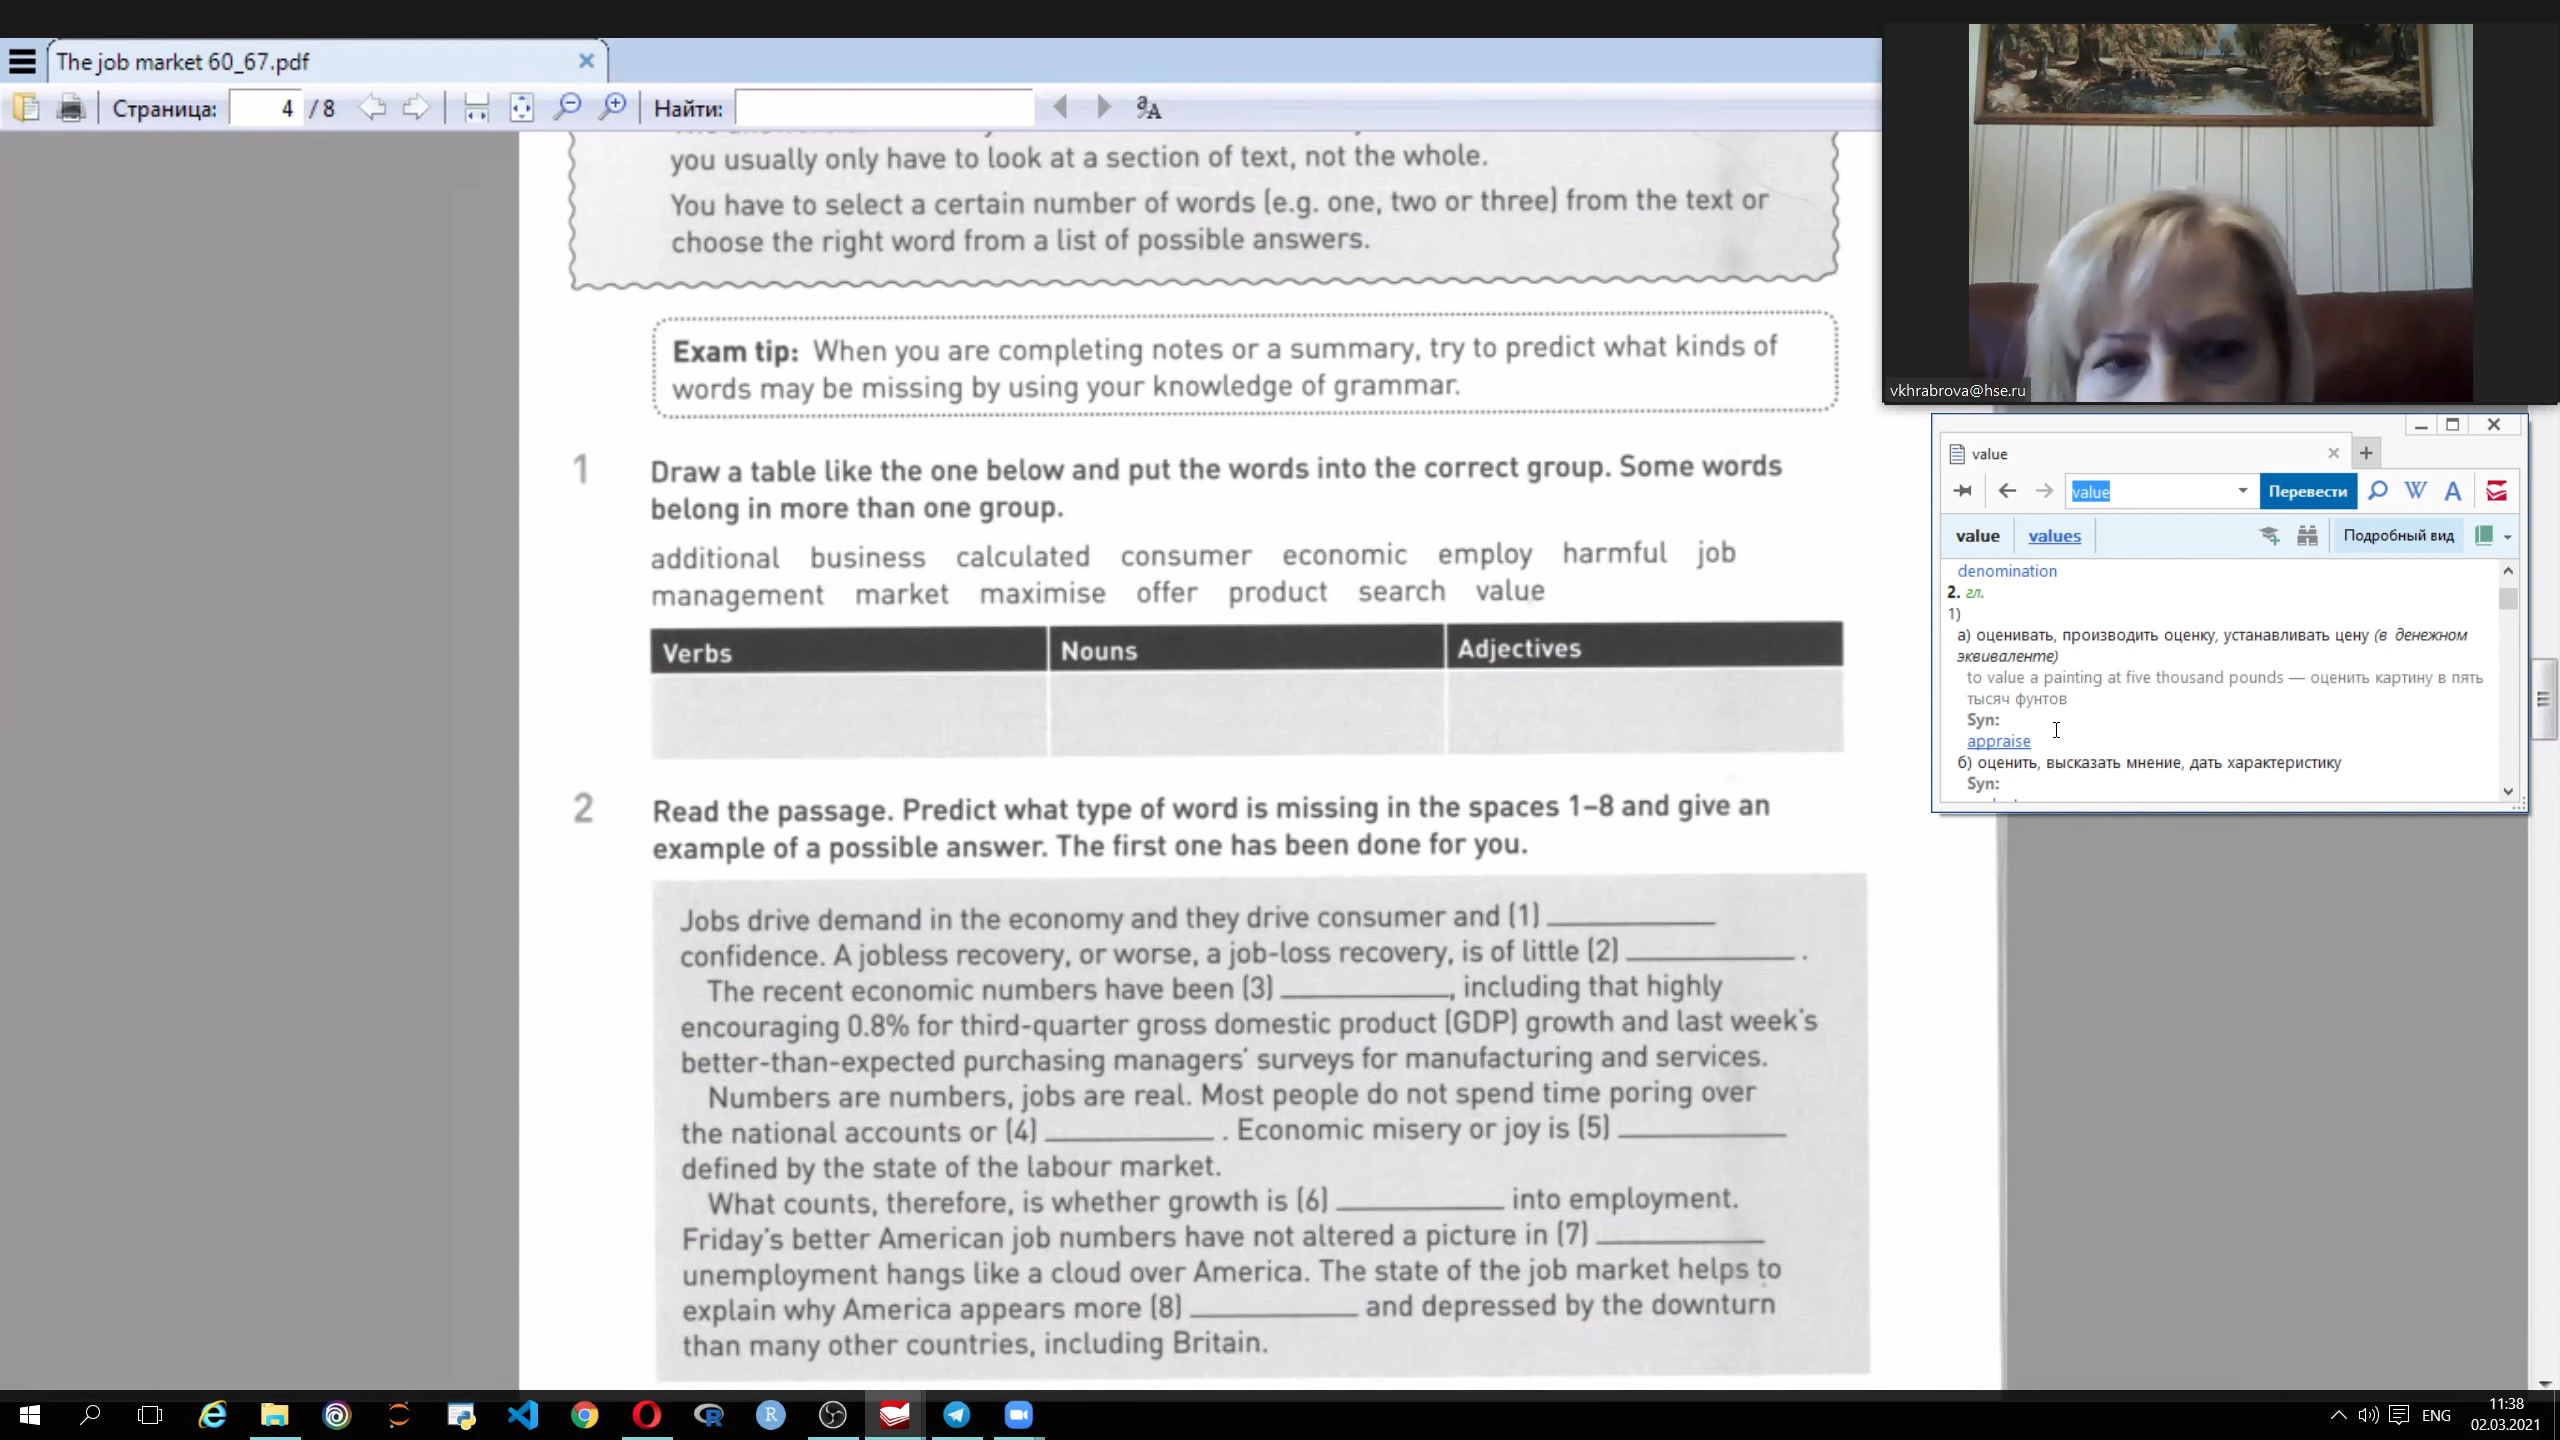 The job market 60_67.pdf
Страница: 4 / 8 Найти:
you usually only have to look at a section of text, not the whole.
You have to select a certain number of words (e.g. one, two or three) from the text or
choose the right word from a list of possible answers.
Exam tip: When you are completing notes or a summary, try to predict what kinds of
words may be missing by using your knowledge of grammar.
1 Draw a table like the one below and put the words into the correct group. Some words
belong in more than one group.
additional business calculated consumer economic employ harmful job
management market maximise offer product search value
Verbs Nouns Adjectives
2 Read the passage. Predict what type of word is missing in the spaces 1–8 and give an
example of a possible answer. The first one has been done for you.
Jobs drive demand in the economy and they drive consumer and (1) ________
confidence. A jobless recovery, or worse, a job-loss recovery, is of little (2) ________ .
The recent economic numbers have been (3) ________, including that highly
encouraging 0.8% for third-quarter gross domestic product (GDP) growth and last week's
better-than-expected purchasing managers' surveys for manufacturing and services.
Numbers are numbers, jobs are real. Most people do not spend time poring over
the national accounts or (4) ________ . Economic misery or joy is (5) ________
defined by the state of the labour market.
What counts, therefore, is whether growth is (6) ________ into employment.
Friday's better American job numbers have not altered a picture in (7) ________
unemployment hangs like a cloud over America. The state of the job market helps to
explain why America appears more (8) ________ and depressed by the downturn
than many other countries, including Britain.
vkhrabrova@hse.ru
value
value Перевести
value values Подробный вид
denomination
2. гл.
1)
а) оценивать, производить оценку, устанавливать цену (в денежном
эквиваленте)
to value a painting at five thousand pounds — оценить картину в пять
тысяч фунтов
Syn:
appraise
б) оценить, высказать мнение, дать характеристику
Syn:
ENG
11:38
02.03.2021